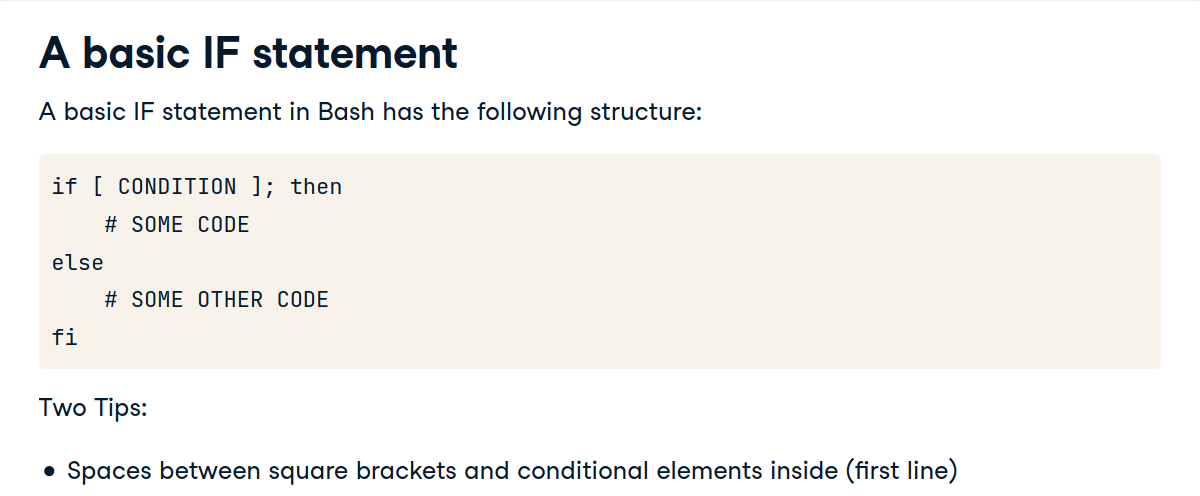 A basic IF statement
A basic IF statement in Bash has the following structure:
if [ CONDITION ]; then
    # SOME CODE
else
    # SOME OTHER CODE
fi
Two Tips:
• Spaces between square brackets and conditional elements inside (first line)